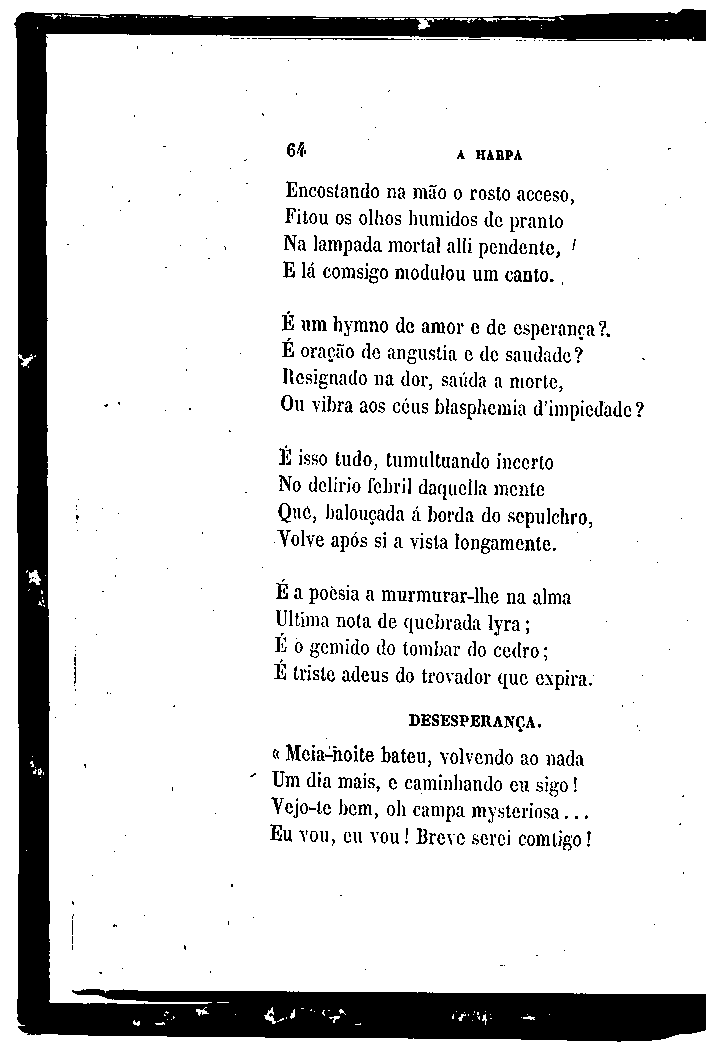 64 A HARPA
Encostando na mão o rosto acceso,
Fitou os olhos humidos de pranto
Na lampada mortal alli pendente,
E lá comsigo modulou um canto.
É um hymno de amor e de esperança?
É oração de angustia e de saudade?
Resignado na dor, saúda a morte,
Ou vibra aos céus blasphemia d'impiedade?
É isso tudo, tumultuando incerto
No delirio febril daquella mente
Que, balouçada á borda do sepulchro,
Volve após si a vista longamente.
É a poèsia a murmurar-lhe na alma
Ultima nota de quebrada lyra;
É o gemido do tombar do cedro;
É triste adeus do trovador que expira.
DESESPERANÇA.
« Meia-noite bateu, volvendo ao nada
Um dia mais, e caminhando eu sigo!
Vejo-te bem, oh campa mysteriosa...
Eu vou, eu vou! Breve serei comtigo!